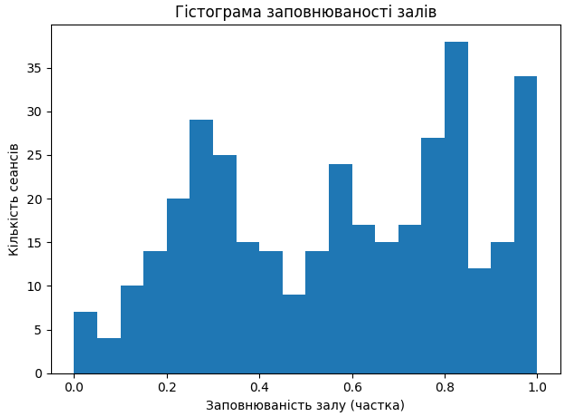 Гістограма заповнюваності залів
Кількість сеансів
35
30
25
20
15
10
5
0
0.0 0.2 0.4 0.6 0.8 1.0
Заповнюваність залу (частка)